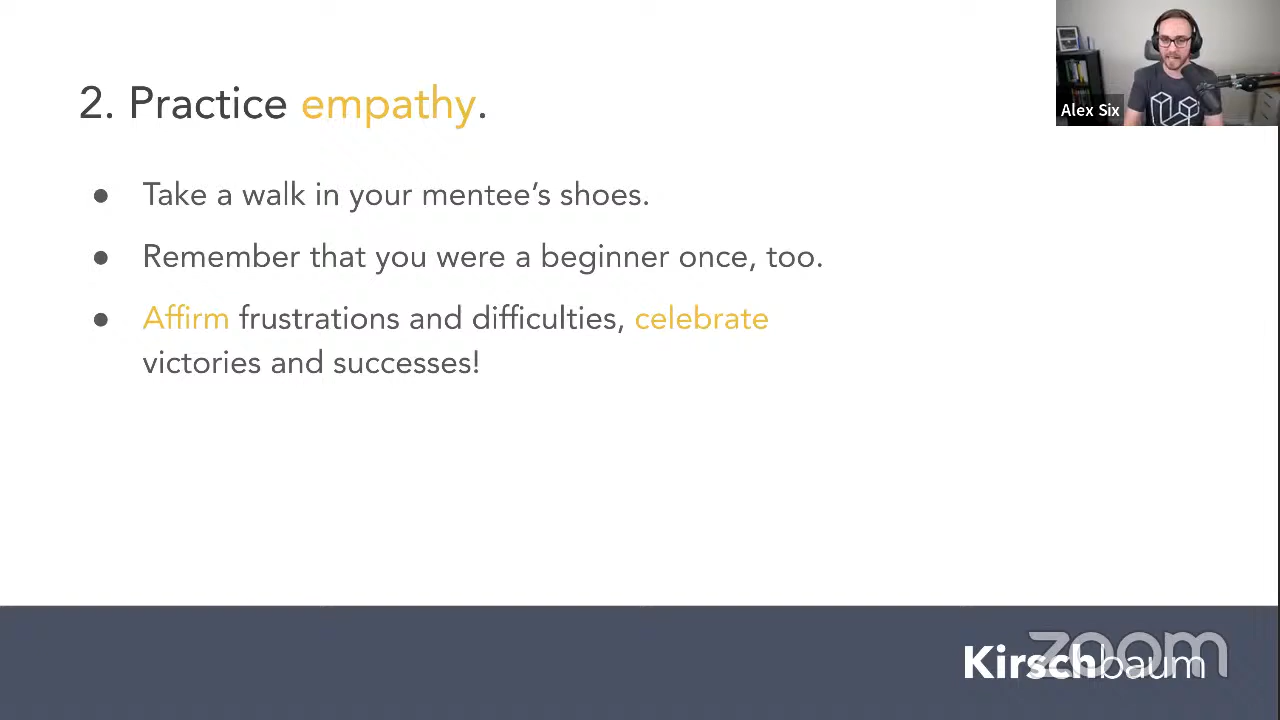 2. Practice empathy.
● Take a walk in your mentee’s shoes.
● Remember that you were a beginner once, too.
● Affirm frustrations and difficulties, celebrate
victories and successes!
Alex Six
Kirschbaum
zoom